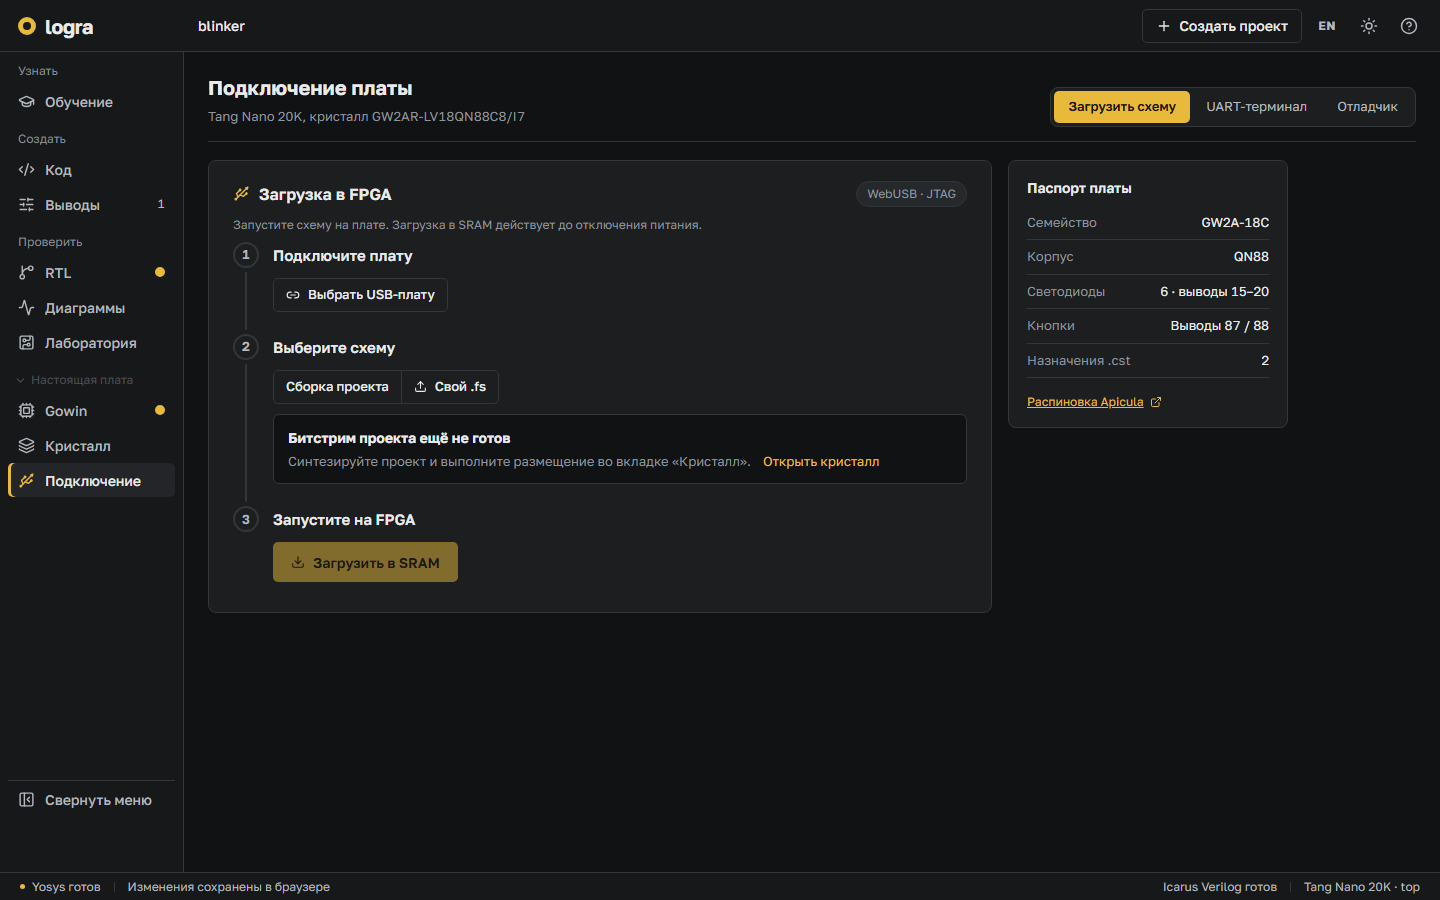 logra
blinker
Создать проект
EN
Узнать
Обучение
Создать
Код
Выводы 1
Проверить
RTL
Диаграммы
Лаборатория
Настоящая плата
Gowin
Кристалл
Подключение
Свернуть меню
Подключение платы
Tang Nano 20K, кристалл GW2AR-LV18QN88C8/I7
Загрузить схему
UART-терминал
Отладчик
Загрузка в FPGA
WebUSB · JTAG
Запустите схему на плате. Загрузка в SRAM действует до отключения питания.
1 Подключите плату
Выбрать USB-плату
2 Выберите схему
Сборка проекта
Свой .fs
Битстрим проекта ещё не готов
Синтезируйте проект и выполните размещение во вкладке «Кристалл». Открыть кристалл
3 Запустите на FPGA
Загрузить в SRAM
Паспорт платы
Семейство GW2A-18C
Корпус QN88
Светодиоды 6 · выводы 15–20
Кнопки Выводы 87 / 88
Назначения .cst 2
Распиновка Apicula
Yosys готов
Изменения сохранены в браузере
Icarus Verilog готов
Tang Nano 20K · top